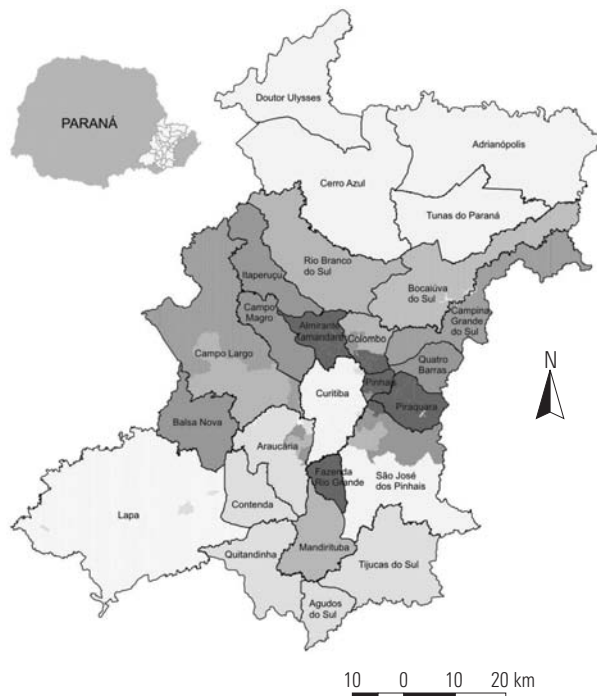 PARANÁ
Doutor Ulysses
Adrianópolis
Cerro Azul
Tunas do Paraná
Rio Branco
do Sul
Itaperuçu
Bocaiúva
do Sul
Campina
Grande
do Sul
Campo
Magro
Almirante
Tamandaré
Colombo
Campo Largo
Quatro
Barras
Pinhais
Curitiba
Piraquara
Balsa Nova
Araucária
Fazenda
Rio Grande
São José
dos Pinhais
Contenda
Lapa
Mandirituba
Quitandinha
Tijucas do Sul
Agudos
do Sul
N
10 0 10 20 km